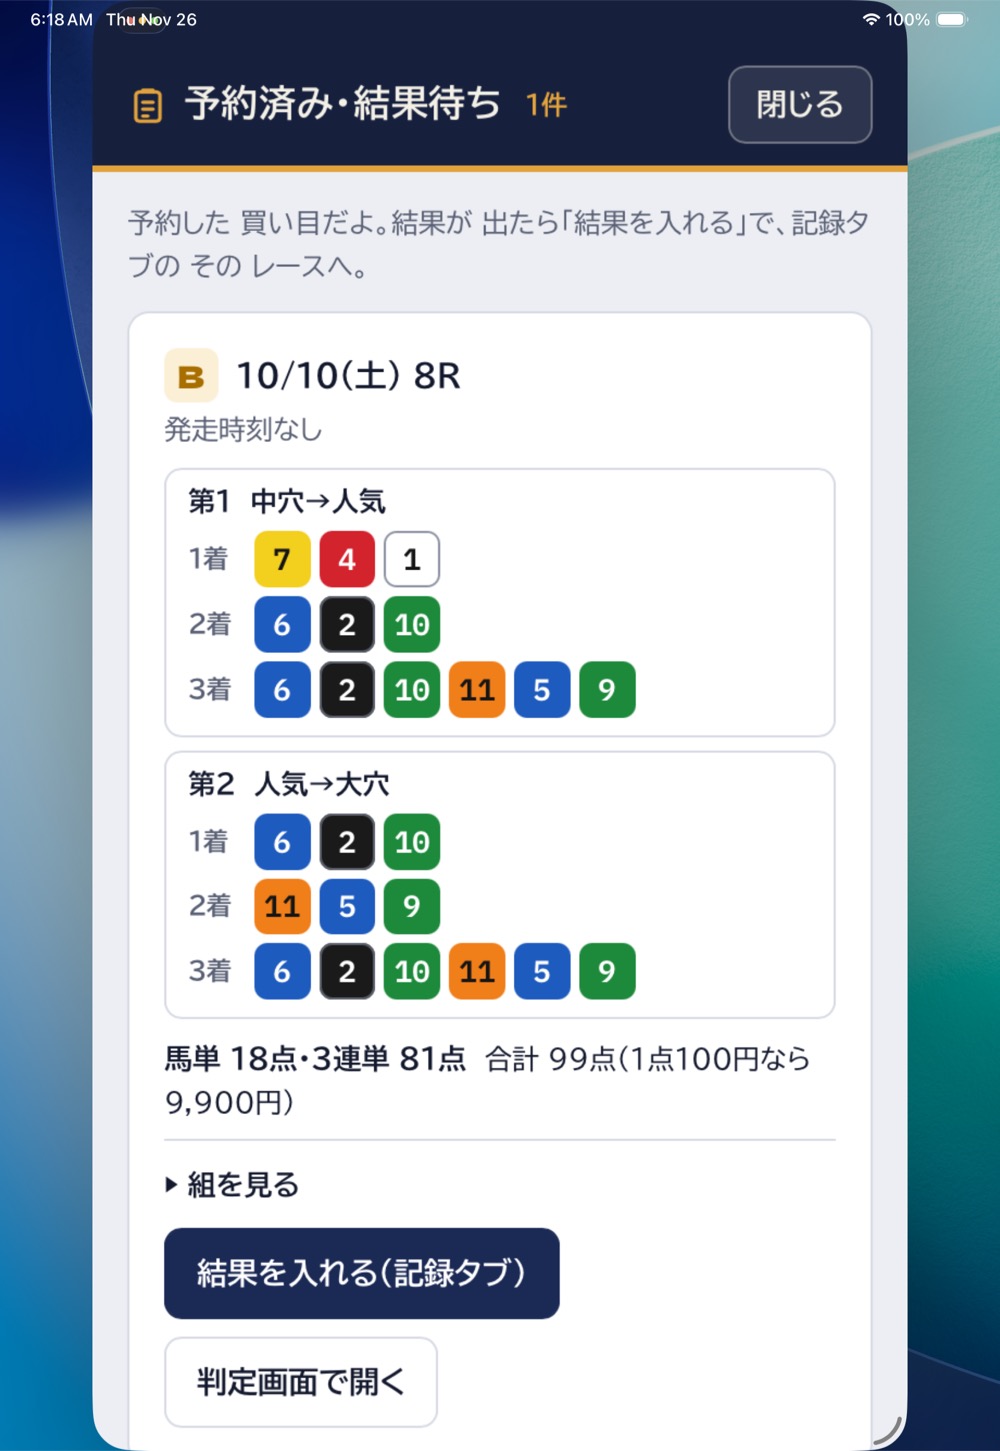 6:18 AM Thu Nov 26
100%
予約済み・結果待ち 1件
閉じる
予約した 買い目だよ。結果が 出たら「結果を入れる」で、記録タ
ブの その レースへ。
B 10/10(土) 8R
発走時刻なし
第1 中穴→人気
1着 7 4 1
2着 6 2 10
3着 6 2 10 11 5 9
第2 人気→大穴
1着 6 2 10
2着 11 5 9
3着 6 2 10 11 5 9
馬単 18点・3連単 81点 合計 99点(1点100円なら
9,900円)
▶ 組を見る
結果を入れる(記録タブ)
判定画面で開く